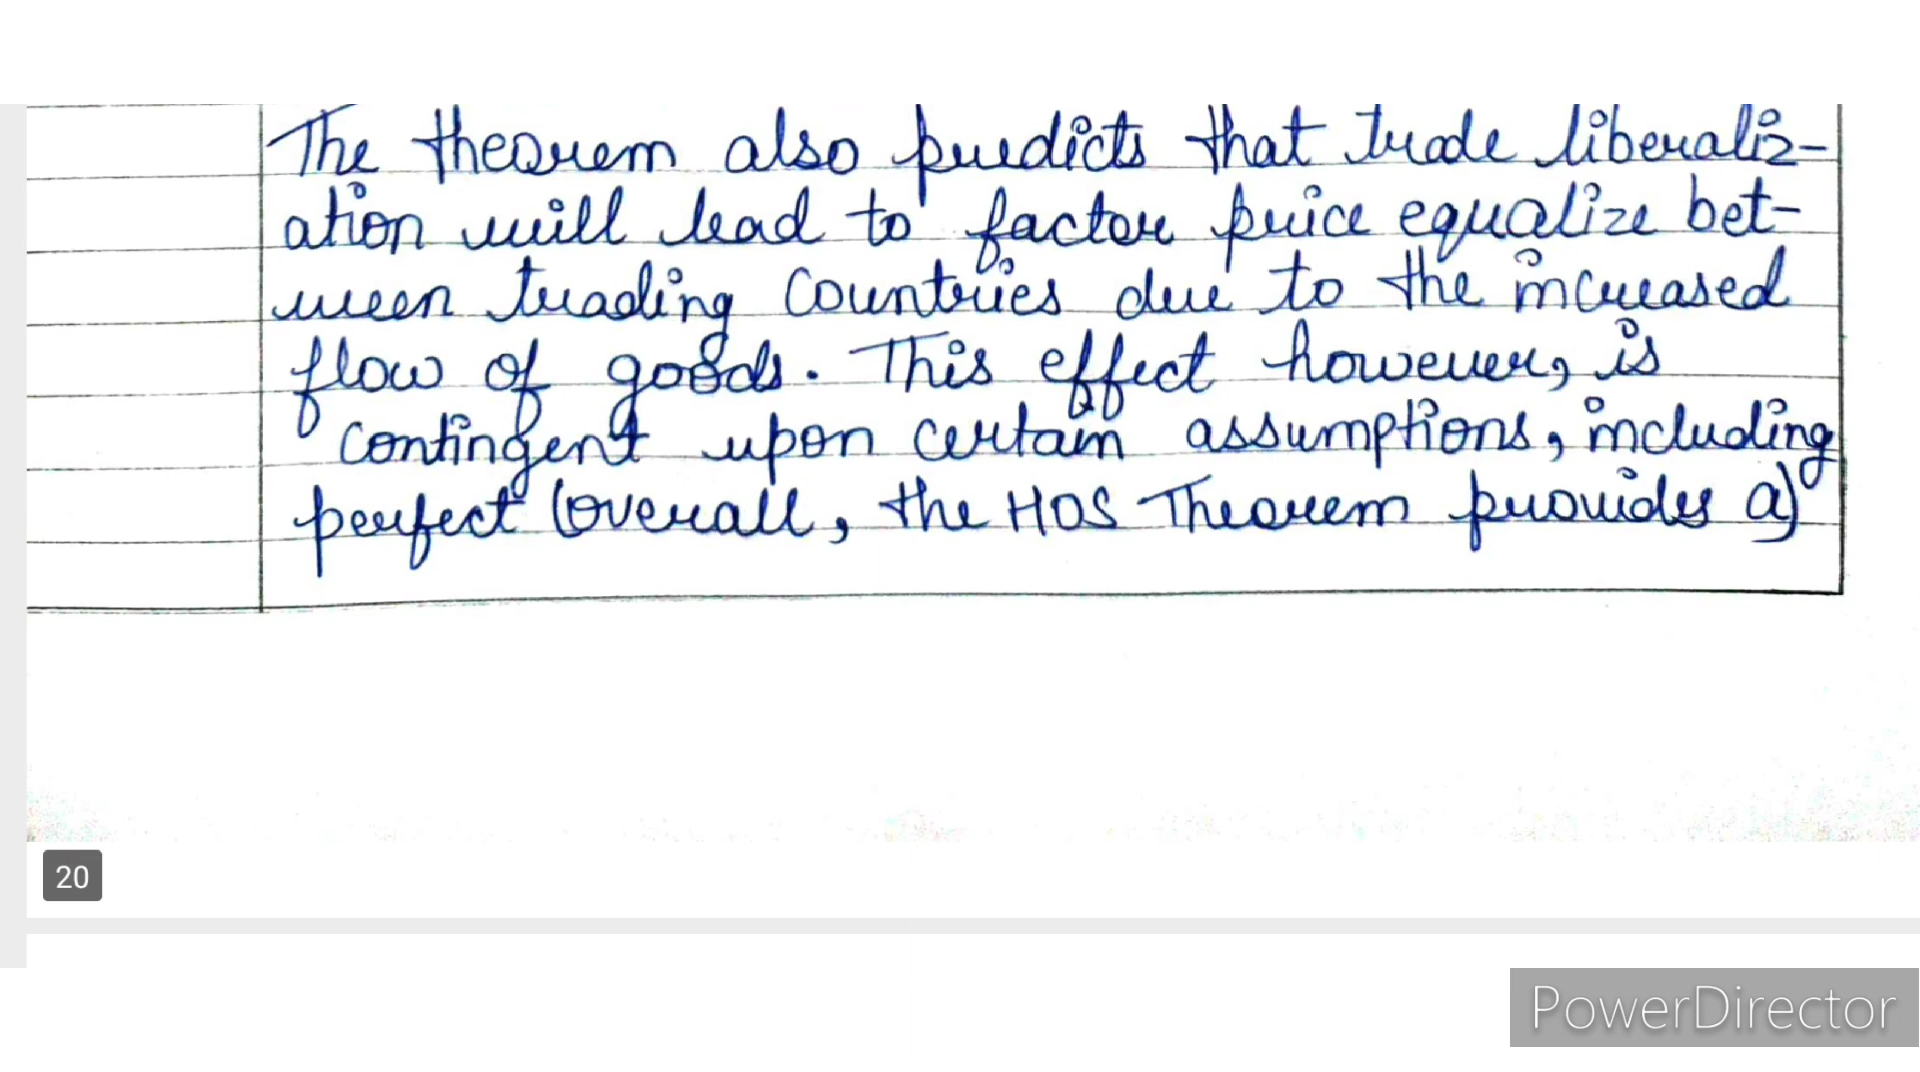 The theorem also predicts that trade liberaliz-
ation will lead to factor price equalize bet-
ween trading countries due to the increased
flow of goods. This effect however, is
contingent upon certain assumptions, including
perfect (overall, the HOS Theorem provides a)
20
PowerDirector